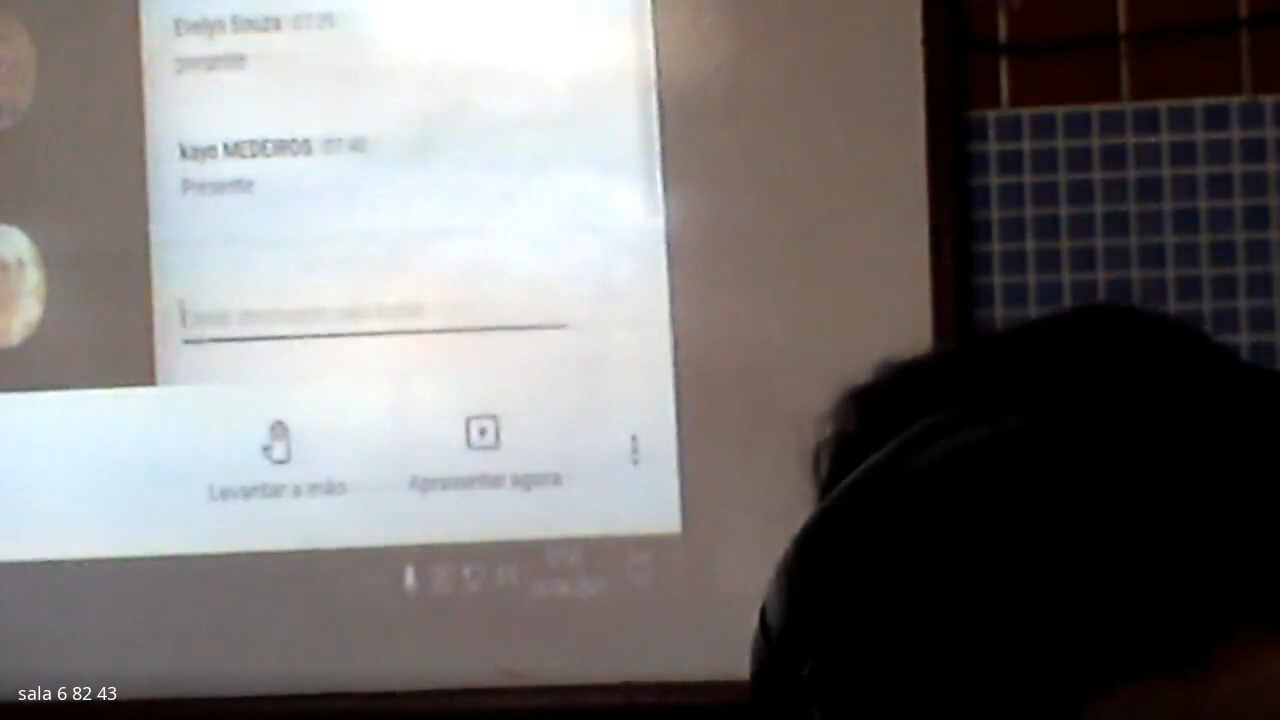 Evelyn Souza 07:25
presente
kayo MEDEIROS 07:40
Presente
Levantar a mão
Apresentar agora
sala 6 82 43